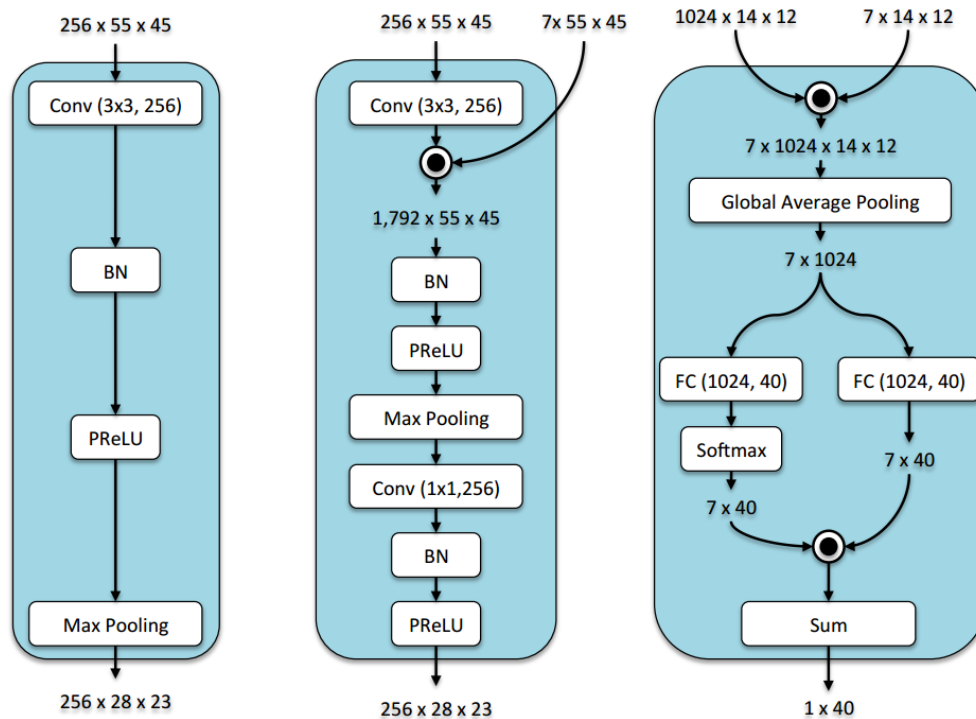 256 x 55 x 45
Conv (3x3, 256)
BN
PReLU
Max Pooling
256 x 28 x 23
256 x 55 x 45
7x 55 x 45
Conv (3x3, 256)
1,792 x 55 x 45
BN
PReLU
Max Pooling
Conv (1x1,256)
BN
PReLU
256 x 28 x 23
1024 x 14 x 12
7 x 14 x 12
7 x 1024 x 14 x 12
Global Average Pooling
7 x 1024
FC (1024, 40)
FC (1024, 40)
Softmax
7 x 40
7 x 40
Sum
1 x 40